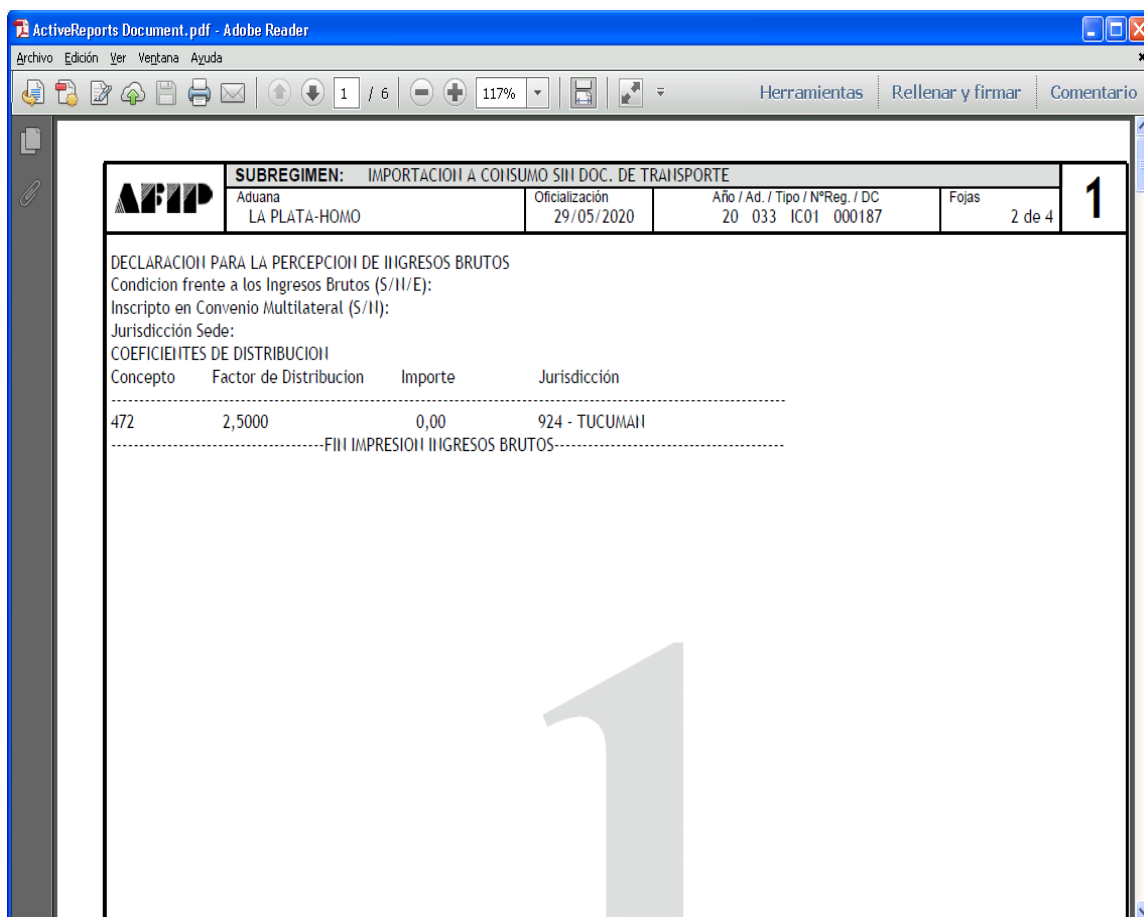 ActiveReports Document.pdf - Adobe Reader
Archivo Edición Ver Ventana Ayuda
1 / 6 117% Herramientas Rellenar y firmar Comentario
AFIP
SUBREGIMEN: IMPORTACION A CONSUMO SIN DOC. DE TRANSPORTE
1
Aduana Oficialización Año / Ad. / Tipo / NºReg. / DC Fojas
LA PLATA-HOMO 29/05/2020 20 033 IC01 000187 2 de 4
DECLARACION PARA LA PERCEPCION DE INGRESOS BRUTOS
Condicion frente a los Ingresos Brutos (S/N/E):
Inscripto en Convenio Multilateral (S/N):
Jurisdicción Sede:
COEFICIENTES DE DISTRIBUCION
Concepto Factor de Distribucion Importe Jurisdicción
472 2,5000 0,00 924 - TUCUMAN
------------------------------------FIN IMPRESION INGRESOS BRUTOS---------------------------------------
1